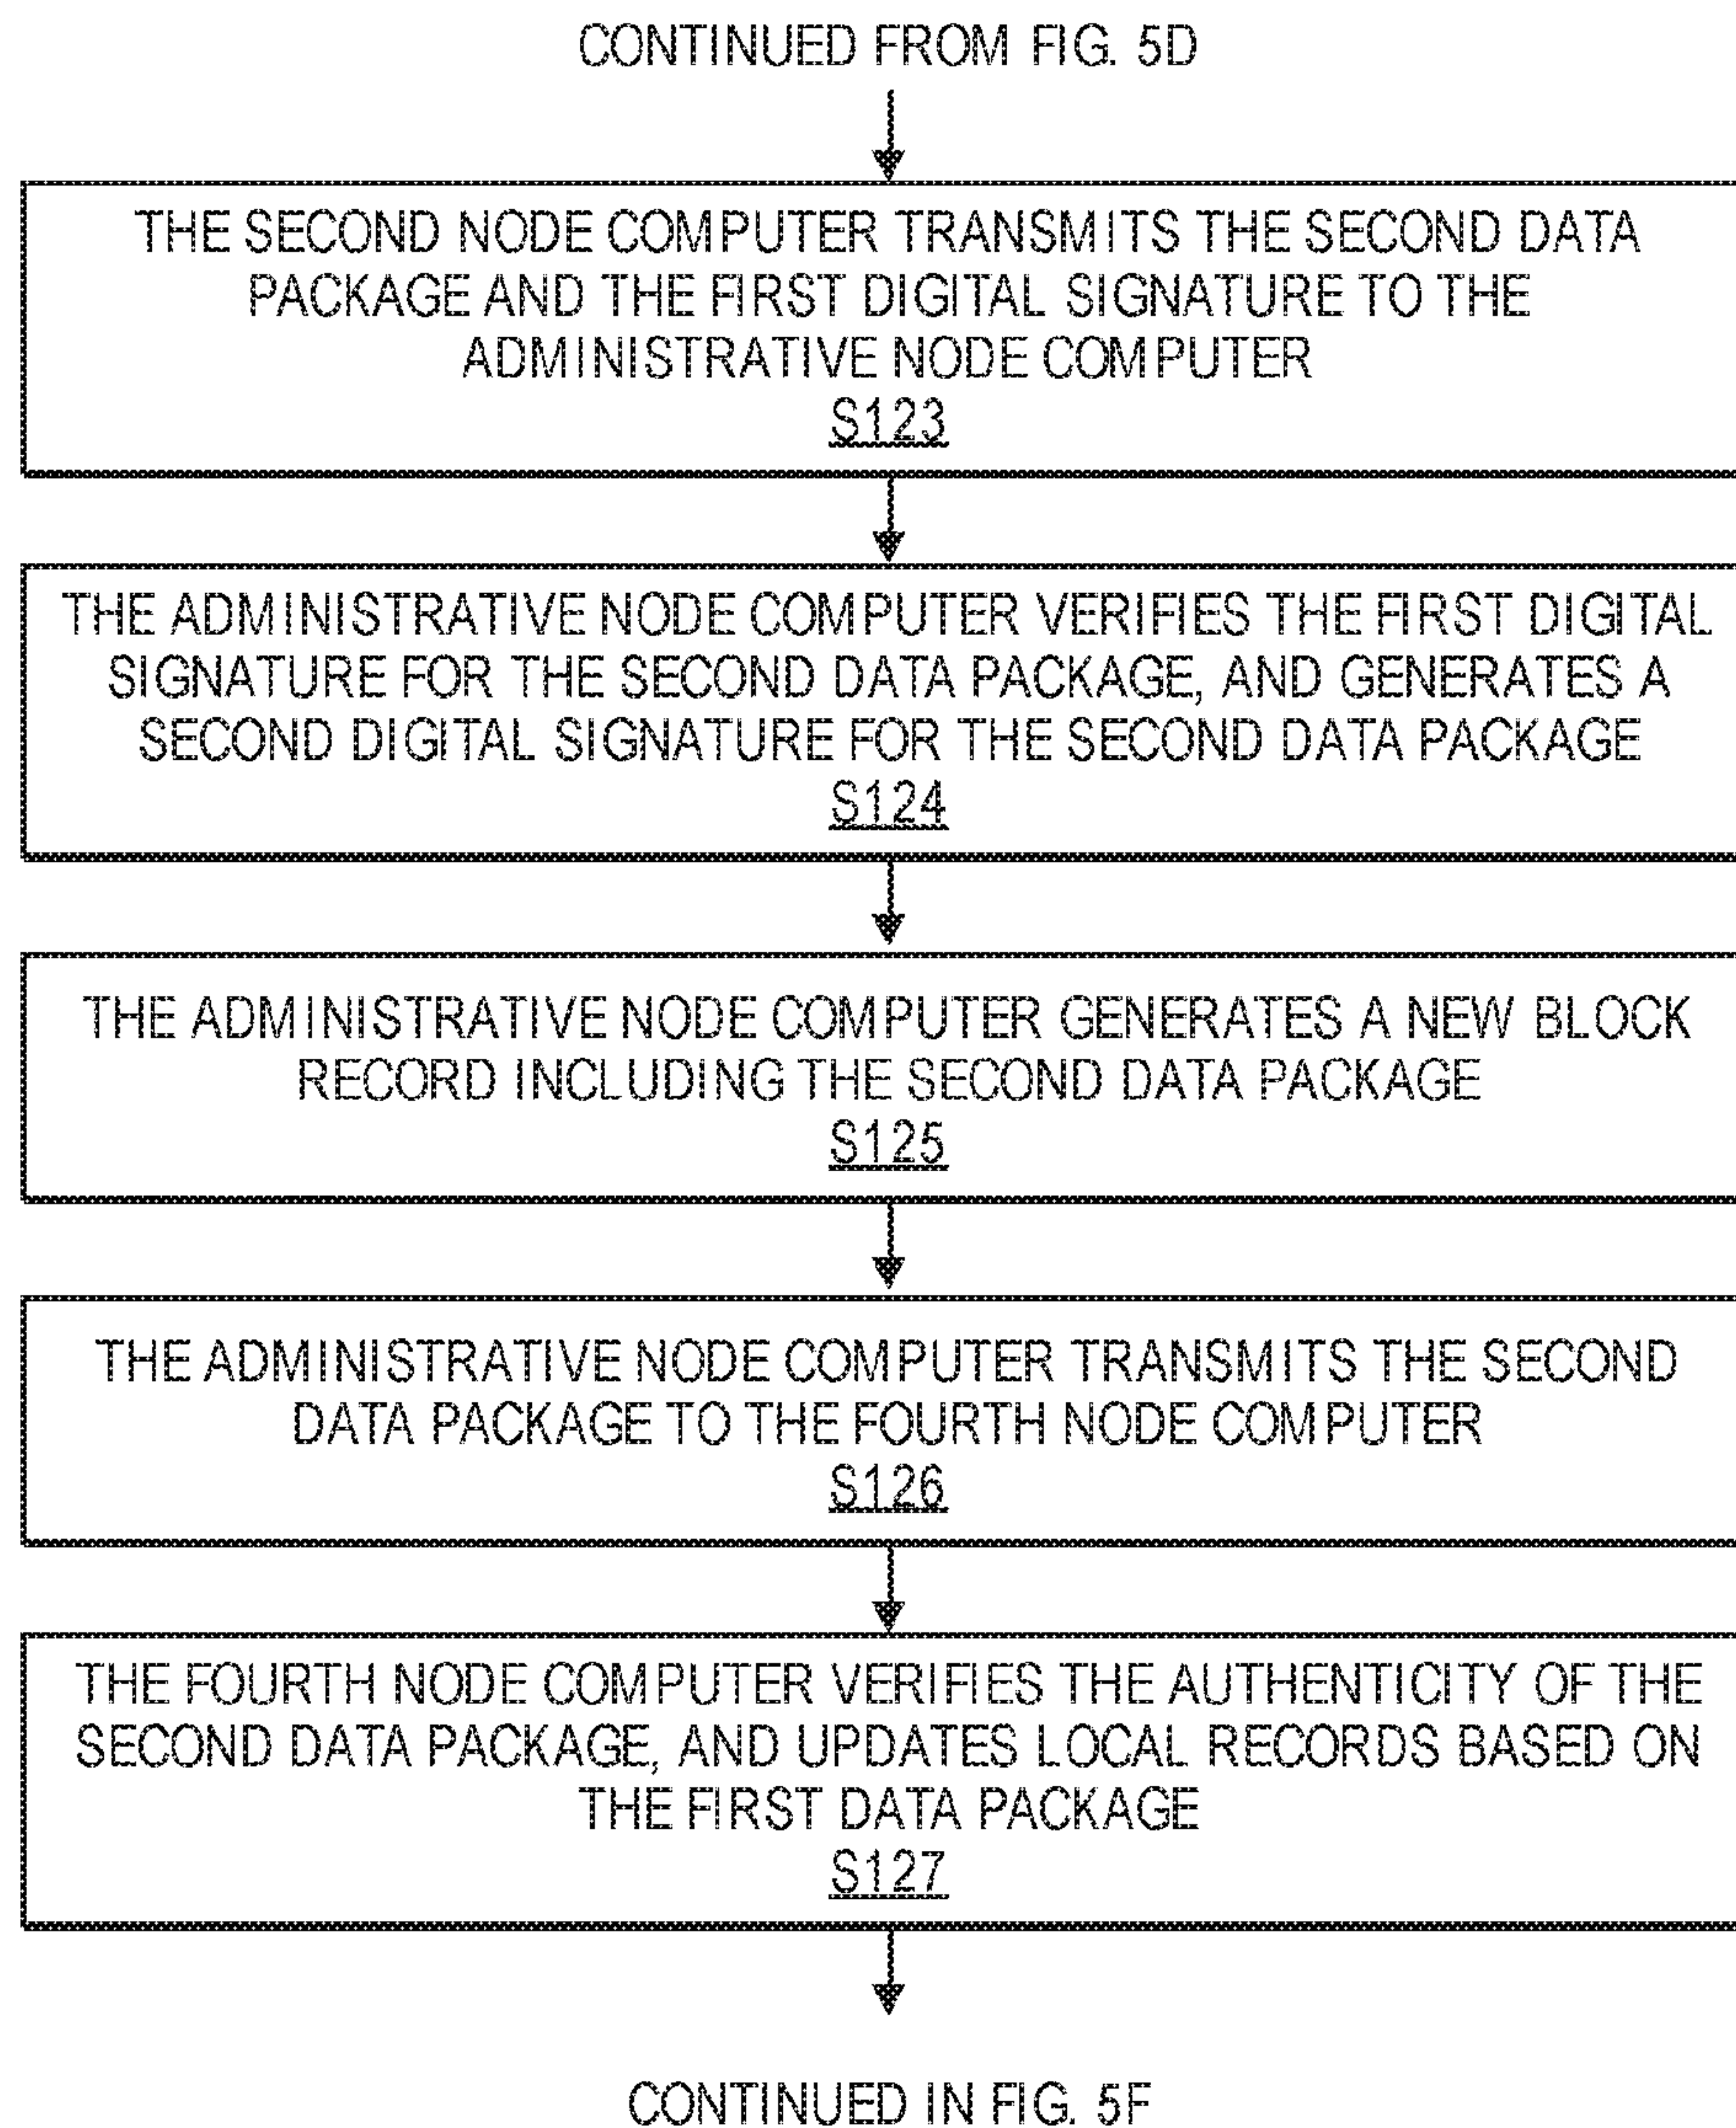 CONTINUED FROM FIG. 5D
THE SECOND NODE COMPUTER TRANSMITS THE SECOND DATA
PACKAGE AND THE FIRST DIGITAL SIGNATURE TO THE
ADMINISTRATIVE NODE COMPUTER
S123
THE ADMINISTRATIVE NODE COMPUTER VERIFIES THE FIRST DIGITAL
SIGNATURE FOR THE SECOND DATA PACKAGE, AND GENERATES A
SECOND DIGITAL SIGNATURE FOR THE SECOND DATA PACKAGE
S124
THE ADMINISTRATIVE NODE COMPUTER GENERATES A NEW BLOCK
RECORD INCLUDING THE SECOND DATA PACKAGE
S125
THE ADMINISTRATIVE NODE COMPUTER TRANSMITS THE SECOND
DATA PACKAGE TO THE FOURTH NODE COMPUTER
S126
THE FOURTH NODE COMPUTER VERIFIES THE AUTHENTICITY OF THE
SECOND DATA PACKAGE, AND UPDATES LOCAL RECORDS BASED ON
THE FIRST DATA PACKAGE
S127
CONTINUED IN FIG. 5F